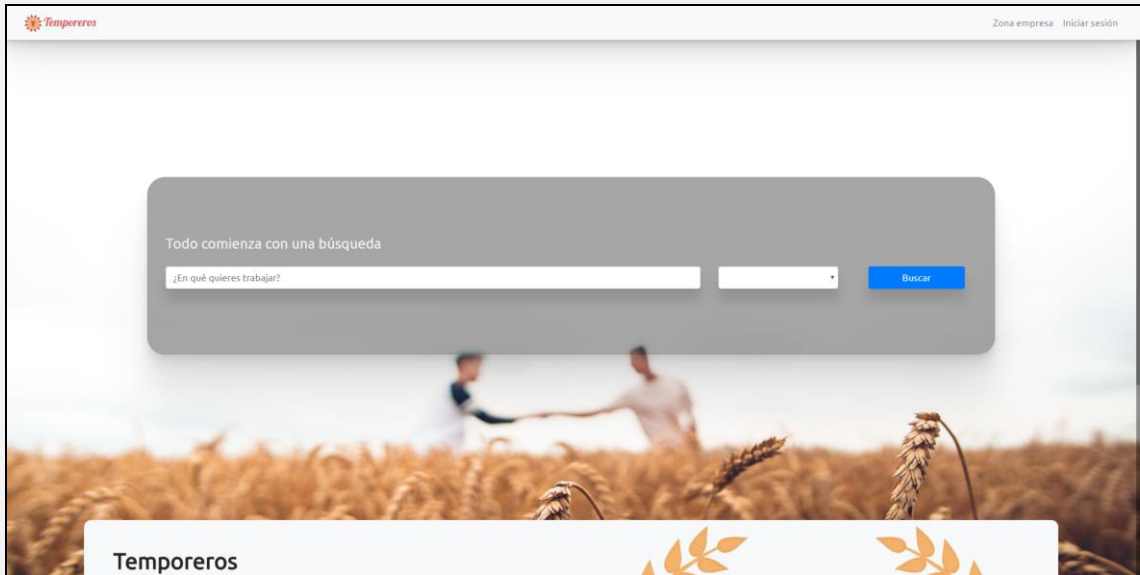 Temporeros
Zona empresa Iniciar sesión
Todo comienza con una búsqueda
¿En qué quieres trabajar?
Buscar
Temporeros